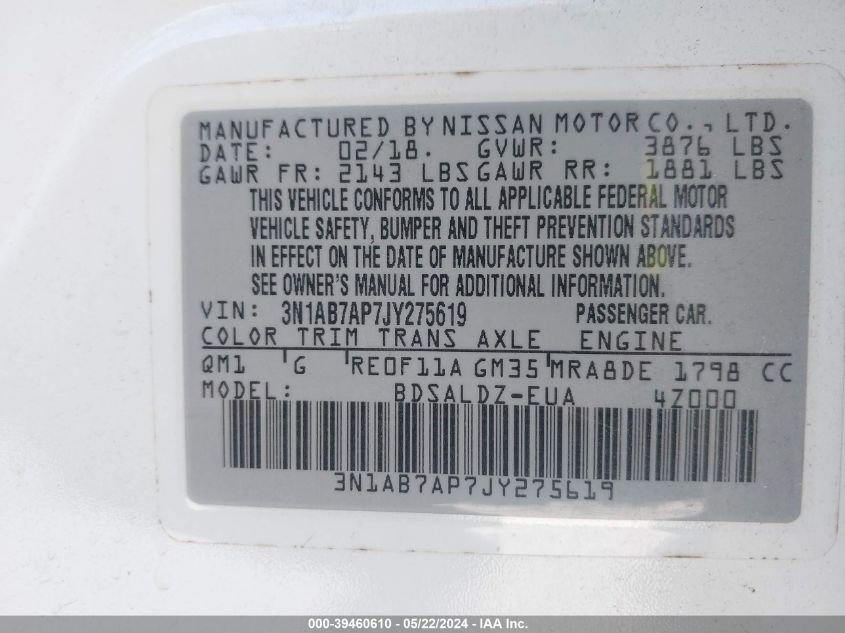 MANUFACTURED BY NISSAN MOTOR CO., LTD.
DATE: 02/18. GVWR: 3876 LBS
GAWR FR: 2143 LBS GAWR RR: 1881 LBS
THIS VEHICLE CONFORMS TO ALL APPLICABLE FEDERAL MOTOR
VEHICLE SAFETY, BUMPER AND THEFT PREVENTION STANDARDS
IN EFFECT ON THE DATE OF MANUFACTURE SHOWN ABOVE.
SEE OWNER'S MANUAL FOR ADDITIONAL INFORMATION.
VIN: 3N1AB7AP7JY275619 PASSENGER CAR.
COLOR TRIM TRANS AXLE ENGINE
QM1 G RE0F11A GM35 MRA8DE 1798 CC
MODEL: BDSALDZ-EUA 4Z000
3N1AB7AP7JY275619
000-39460610 - 05/22/2024 - IAA Inc.